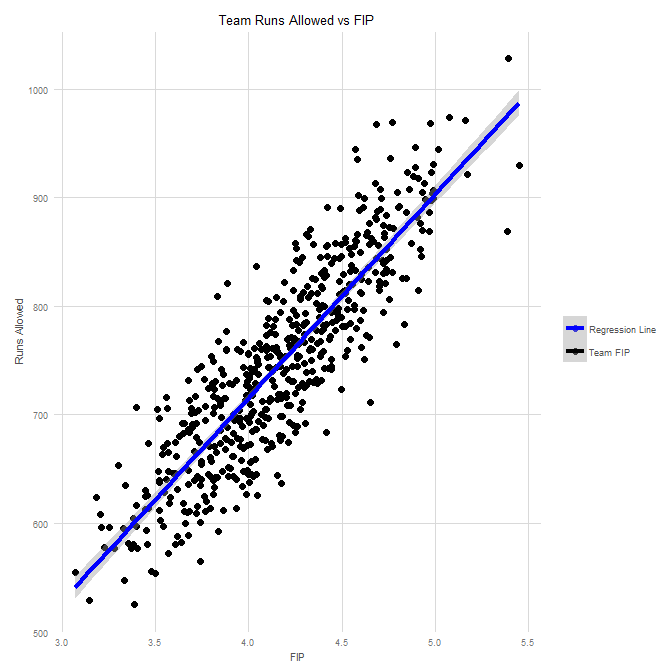 Team Runs Allowed vs FIP
1000
900
800
700
600
500
Runs Allowed
3.0 3.5 4.0 4.5 5.0 5.5
FIP
Regression Line
Team FIP